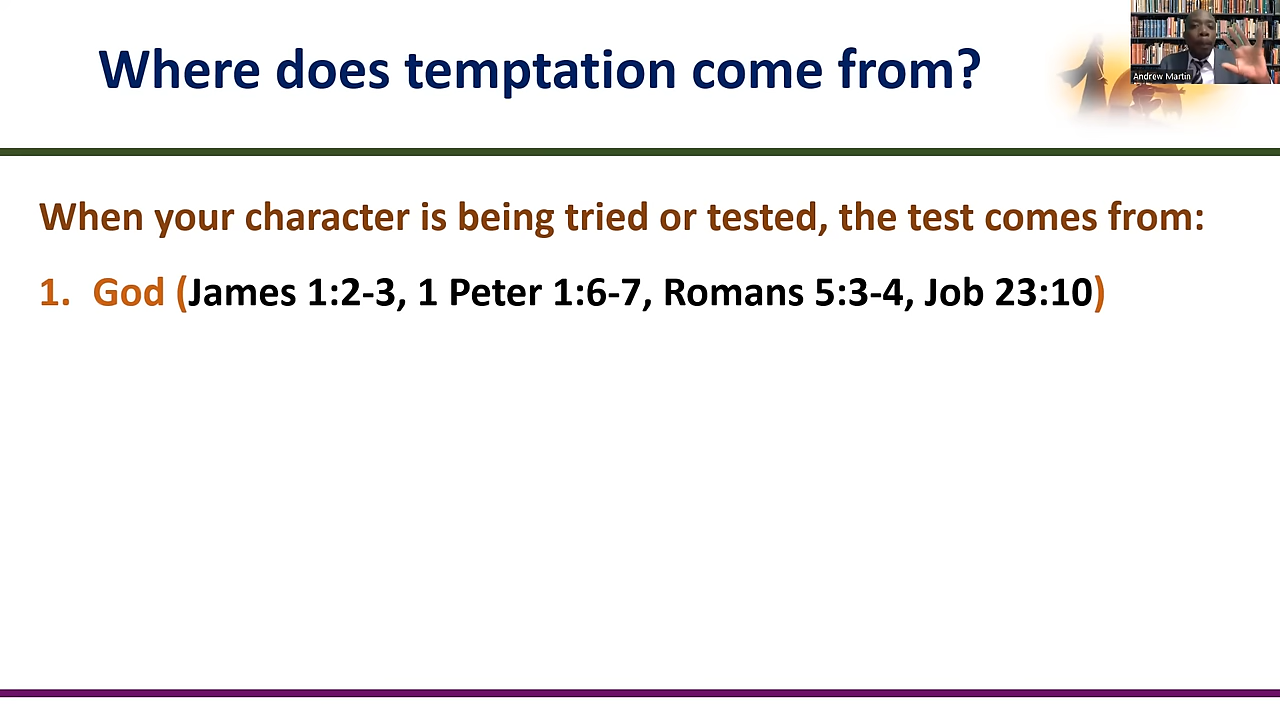 Where does temptation come from?
Andrew Martin
When your character is being tried or tested, the test comes from:
1. God (James 1:2-3, 1 Peter 1:6-7, Romans 5:3-4, Job 23:10)